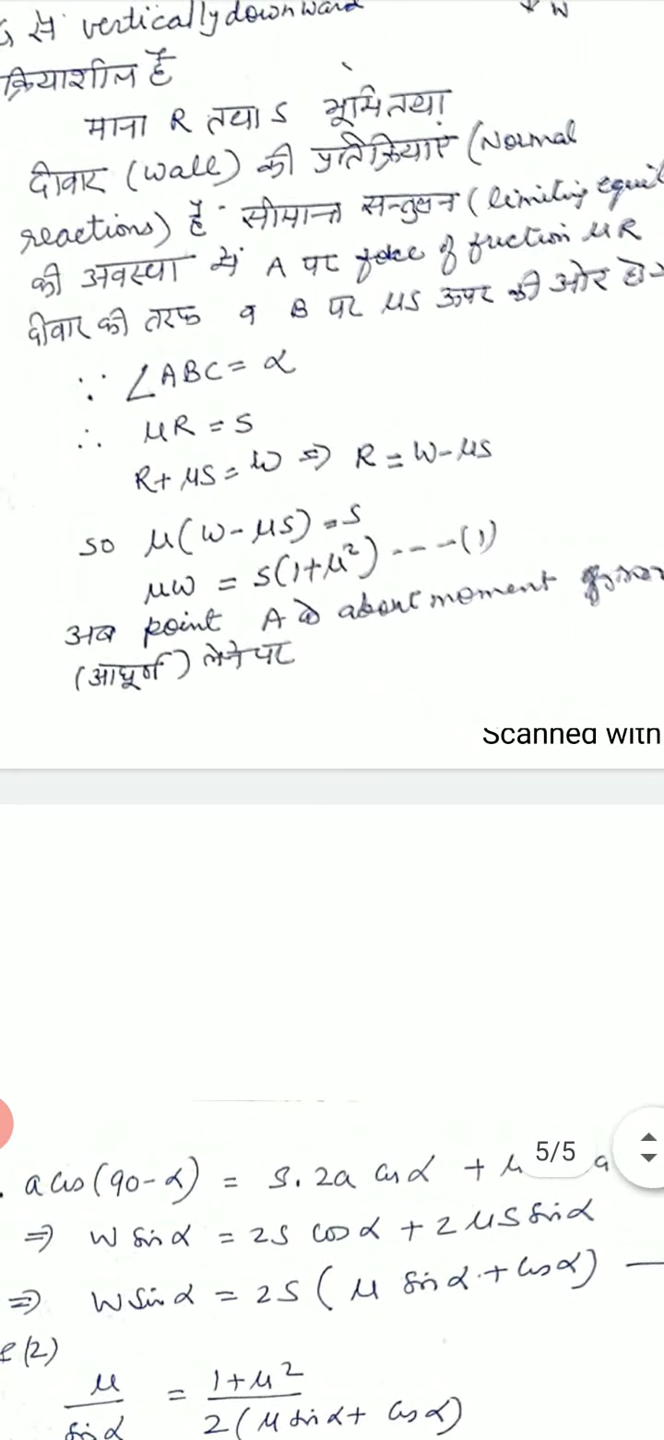 से vertically downward
W
क्रियाशील है
माना R तथा S भूमि तथा
दीवार (Wall) की प्रतिक्रियाएं (Normal
reactions) हैं सीमान्त सन्तुलन (limiting equil
की अवस्था में A पर force of friction μR
दीवार की तरफ व B पर μS ऊपर की ओर
∵ ∠ABC = α
∴ μR = S
R + μS = W ⇒ R = W - μS
so μ(W - μS) = S
μW = S(1+μ²) ----(1)
अब point A के about moment
(आघूर्ण) लेने पर
Scanned with
5/5
. a cos(90-α) = S. 2a cos α + μ a
⇒ W sin α = 2S cos α + 2μS sin α
⇒ W sin α = 2S (μ sin α + cos α) —
(2)
μ / sin α = 1+μ² / 2(μ sin α + cos α)